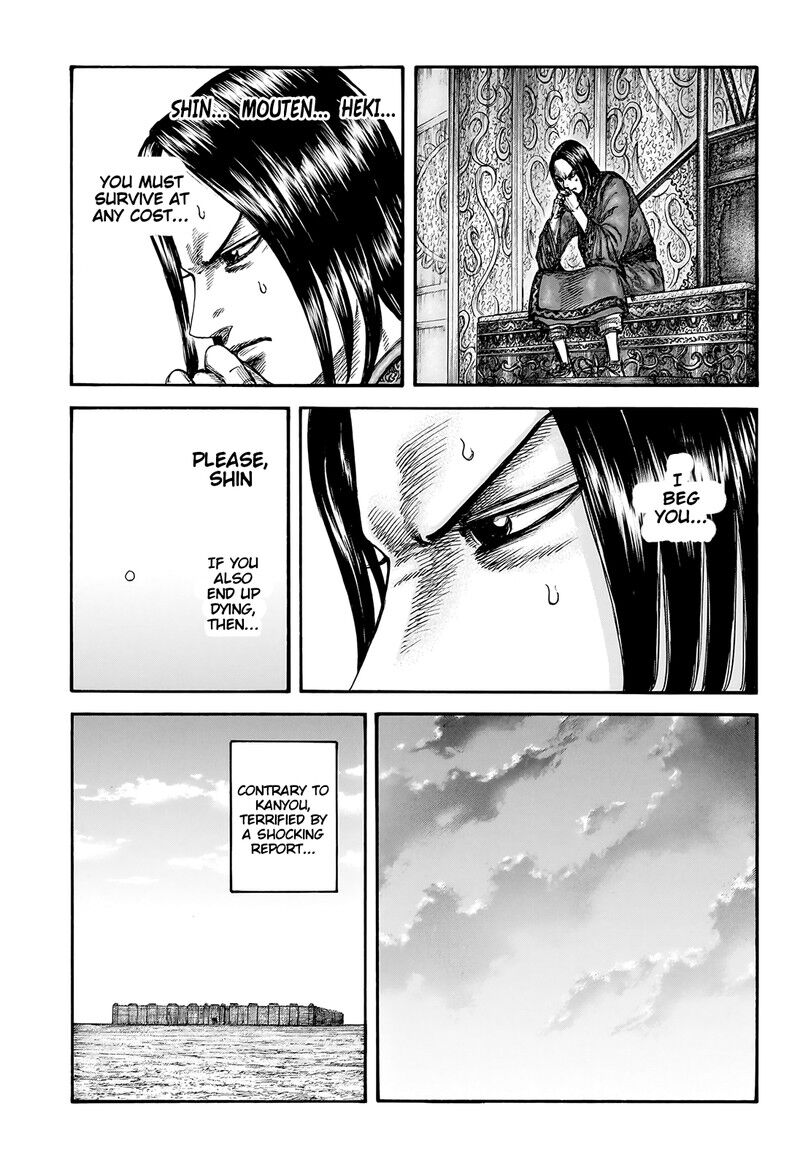 SHIN... MOUTEN... HEKI...
YOU MUST
SURVIVE AT
ANY COST...
I
BEG
YOU...
PLEASE,
SHIN
IF YOU
ALSO
END UP
DYING,
THEN...
CONTRARY TO
KANYOU,
TERRIFIED BY
A SHOCKING
REPORT...